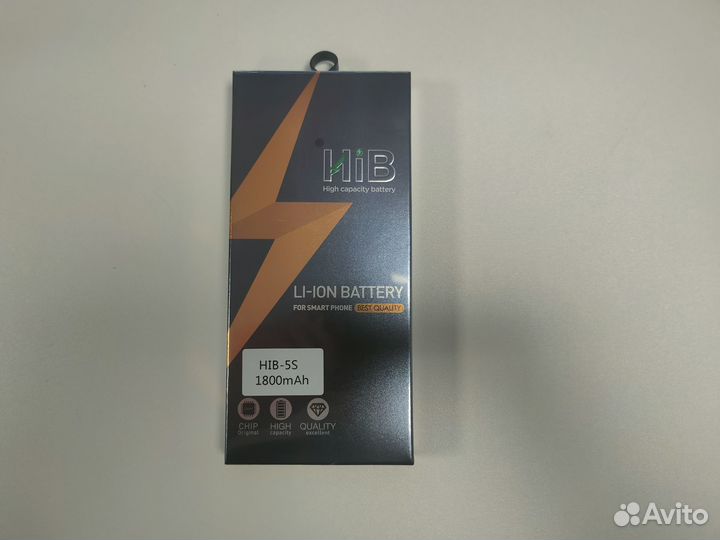 HiB
High capacity battery
LI-ION BATTERY
FOR SMART PHONE BEST QUALITY
HIB-5S
1800mAh
CHIP HIGH QUALITY
Original capacity excellent
Avito